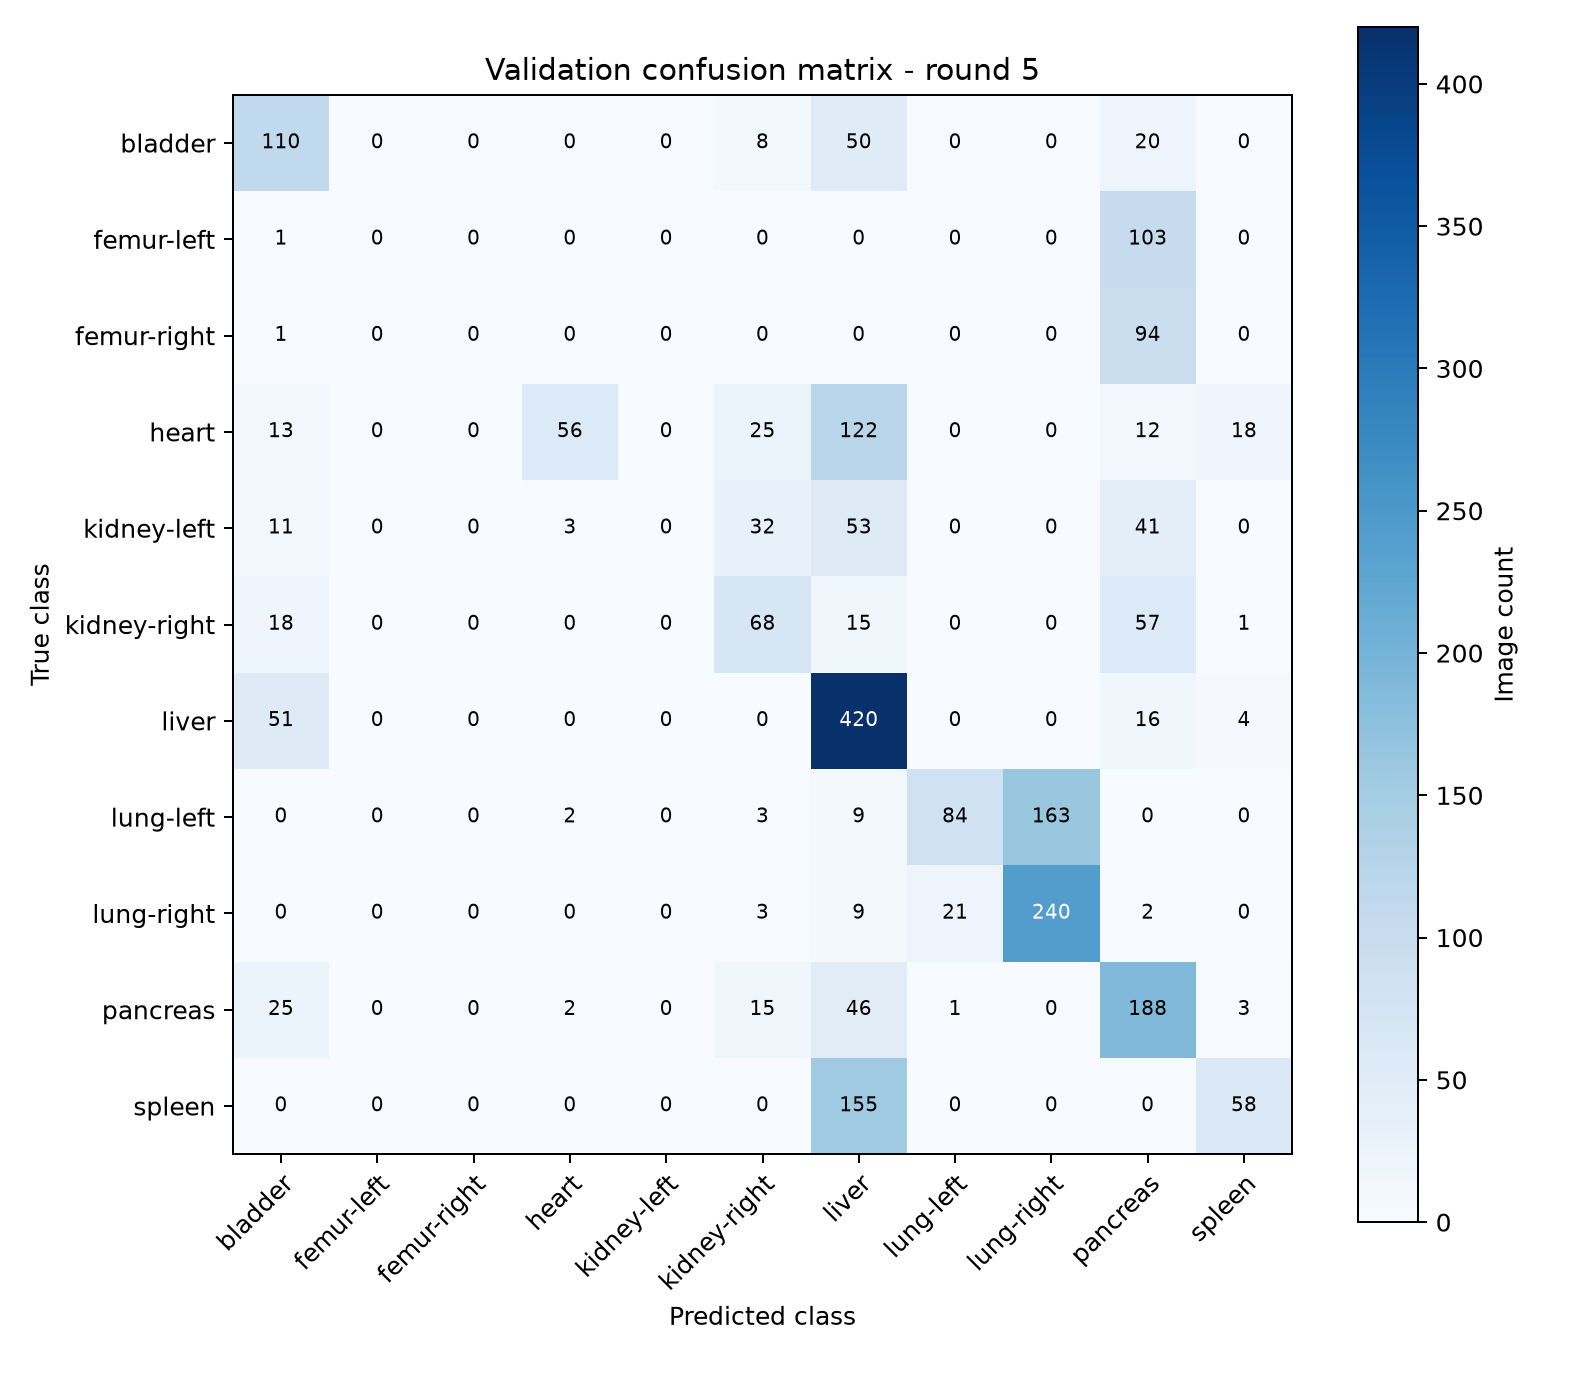 Validation confusion matrix - round 5
bladder 110 0 0 0 0 8 50 0 0 20 0
femur-left 1 0 0 0 0 0 0 0 0 103 0
femur-right 1 0 0 0 0 0 0 0 0 94 0
heart 13 0 0 56 0 25 122 0 0 12 18
kidney-left 11 0 0 3 0 32 53 0 0 41 0
kidney-right 18 0 0 0 0 68 15 0 0 57 1
liver 51 0 0 0 0 0 420 0 0 16 4
lung-left 0 0 0 2 0 3 9 84 163 0 0
lung-right 0 0 0 0 0 3 9 21 240 2 0
pancreas 25 0 0 2 0 15 46 1 0 188 3
spleen 0 0 0 0 0 0 155 0 0 0 58
True class
bladder femur-left femur-right heart kidney-left kidney-right liver lung-left lung-right pancreas spleen
Predicted class
400
350
300
250
200
150
100
50
0
Image count